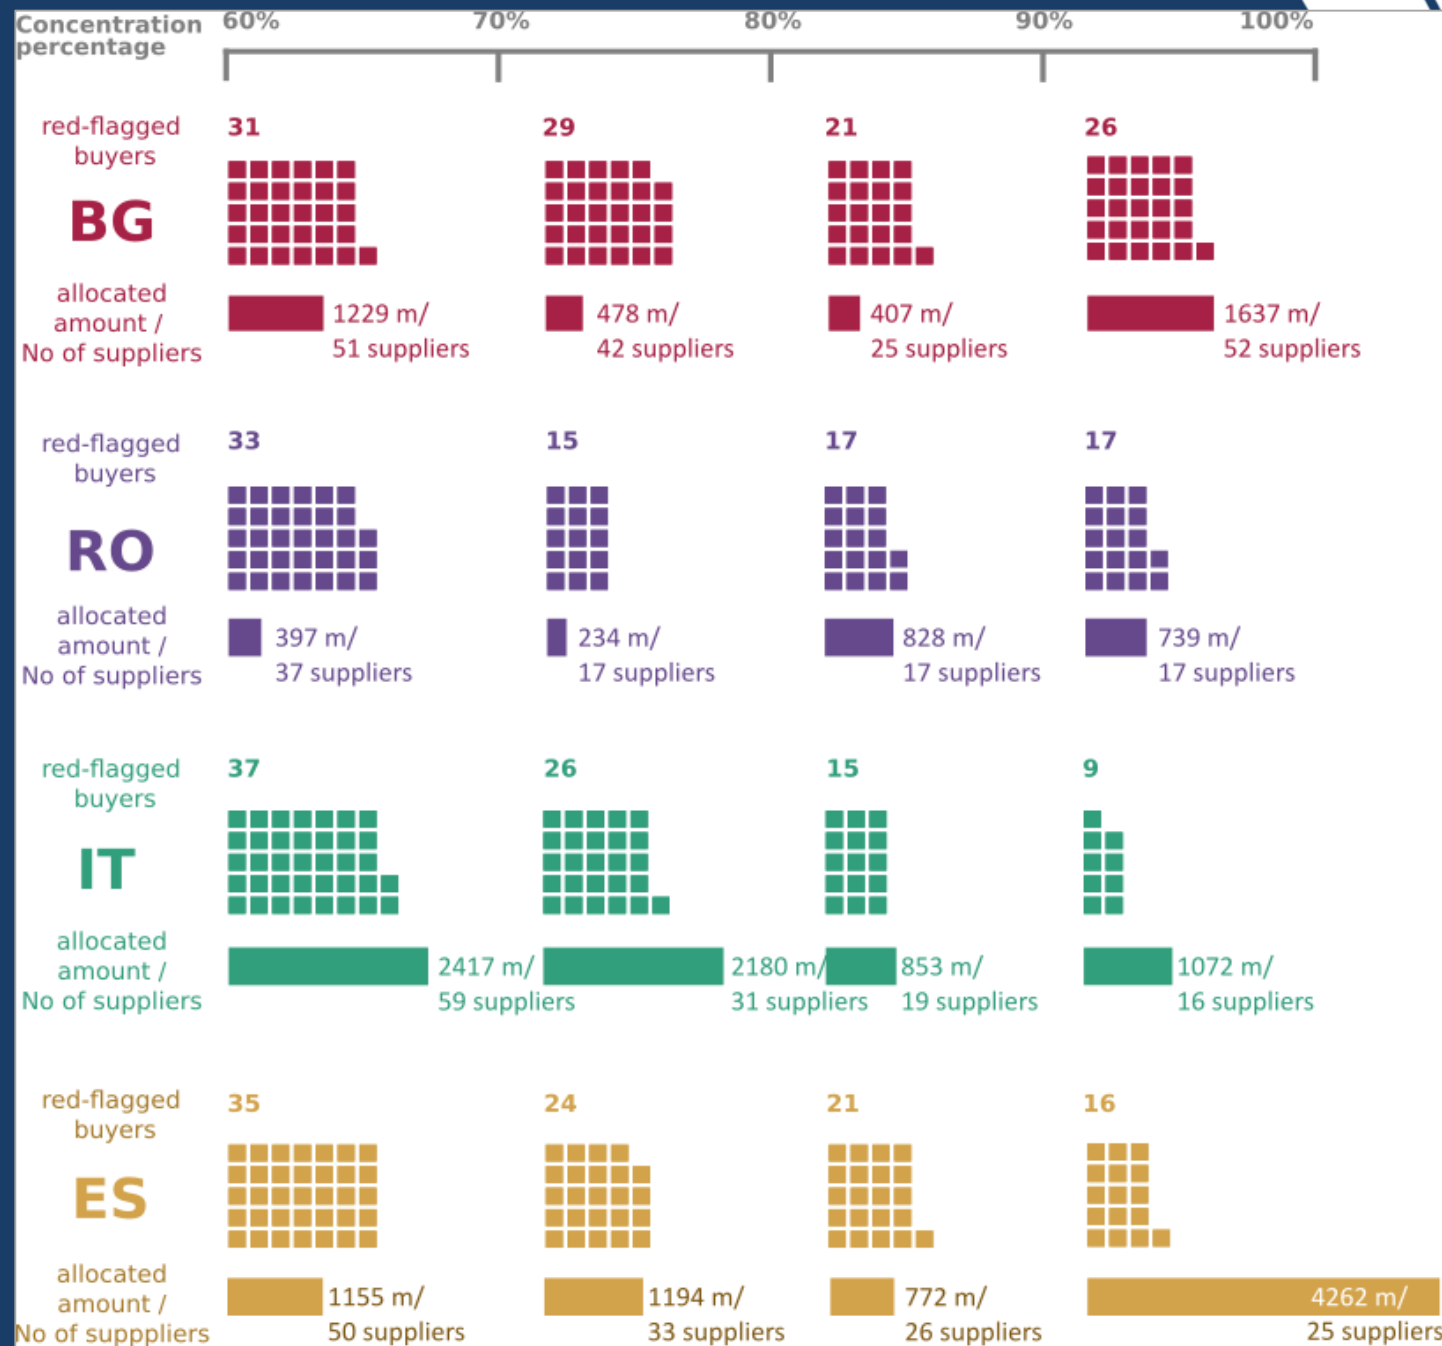 Concentration
percentage
60% 70% 80% 90% 100%
red-flagged
buyers
31 29 21 26
BG
allocated
amount /
No of suppliers
1229 m/ 478 m/ 407 m/ 1637 m/
51 suppliers 42 suppliers 25 suppliers 52 suppliers
red-flagged
buyers
33 15 17 17
RO
allocated
amount /
No of suppliers
397 m/ 234 m/ 828 m/ 739 m/
37 suppliers 17 suppliers 17 suppliers 17 suppliers
red-flagged
buyers
37 26 15 9
IT
allocated
amount /
No of suppliers
2417 m/ 2180 m/ 853 m/ 1072 m/
59 suppliers 31 suppliers 19 suppliers 16 suppliers
red-flagged
buyers
35 24 21 16
ES
allocated
amount /
No of supppliers
1155 m/ 1194 m/ 772 m/ 4262 m/
50 suppliers 33 suppliers 26 suppliers 25 suppliers